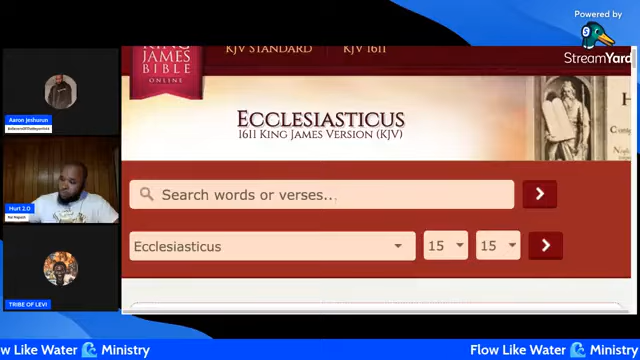 Powered by
StreamYard
KING
JAMES
BIBLE
ONLINE
KJV STANDARD
KJV 1611
ECCLESIASTICUS
1611 KING JAMES VERSION (KJV)
Search words or verses...
Ecclesiasticus
15
15
Aaron Jeshurun
Hurt 2.0
TRIBE OF LEVI
ow Like Water 🌊 Ministry
Flow Like Water 🌊 Ministry